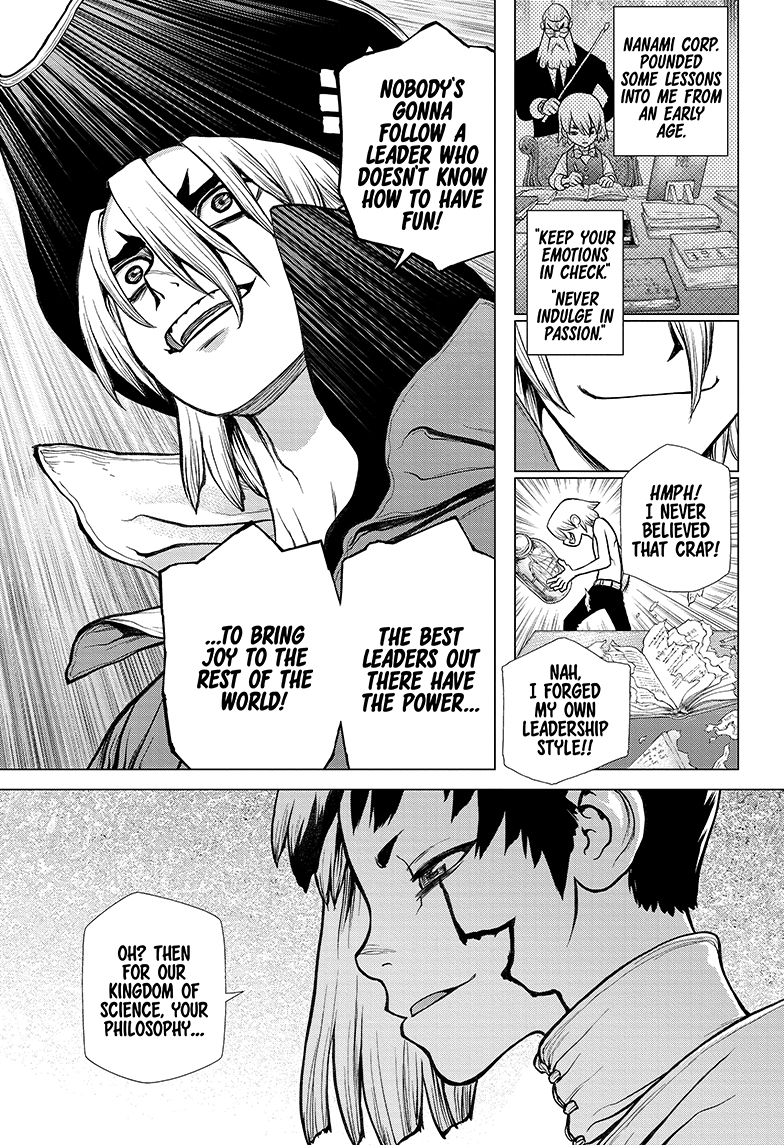 NANAMI CORP.
POUNDED
SOME LESSONS
INTO ME FROM
AN EARLY
AGE.
"KEEP YOUR
EMOTIONS
IN CHECK."
"NEVER
INDULGE IN
PASSION."
HMPH!
I NEVER
BELIEVED
THAT CRAP!
NAH,
I FORGED
MY OWN
LEADERSHIP
STYLE!!
NOBODY'S
GONNA
FOLLOW A
LEADER WHO
DOESN'T KNOW
HOW TO HAVE
FUN!
THE BEST
LEADERS OUT
THERE HAVE
THE POWER...
...TO BRING
JOY TO THE
REST OF THE
WORLD!
OH? THEN
FOR OUR
KINGDOM OF
SCIENCE, YOUR
PHILOSOPHY...